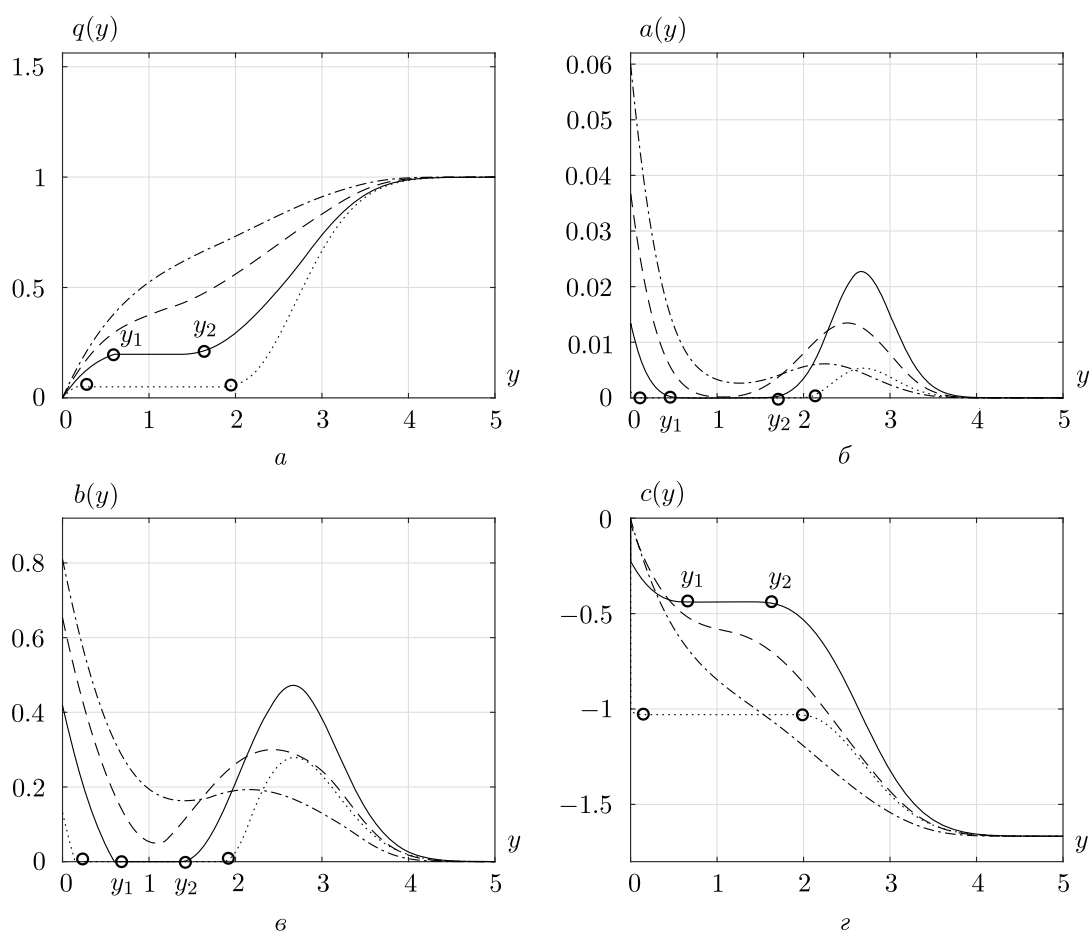 q(y)
1.5
1
0.5
0
y₁
y₂
y
0 1 2 3 4 5
а
a(y)
0.06
0.05
0.04
0.03
0.02
0.01
0
y
0 y₁ 1 y₂ 2 3 4 5
б
b(y)
0.8
0.6
0.4
0.2
0
y
0 y₁ 1 y₂ 2 3 4 5
в
c(y)
0
−0.5
−1
−1.5
y₁
y₂
y
0 1 2 3 4 5
г